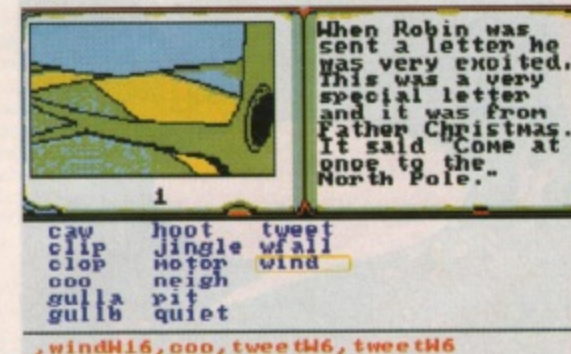 When Robin was
sent a letter he
was very excited.
This was a very
special letter
and it was from
Father Christmas.
It said "Come at
once to the
North Pole."
1
caw hoot tweet
clip jingle wfall
clop motor wind
coo neigh
gulla pit
gullb quiet
,windW16,coo,tweetW6,tweetW6